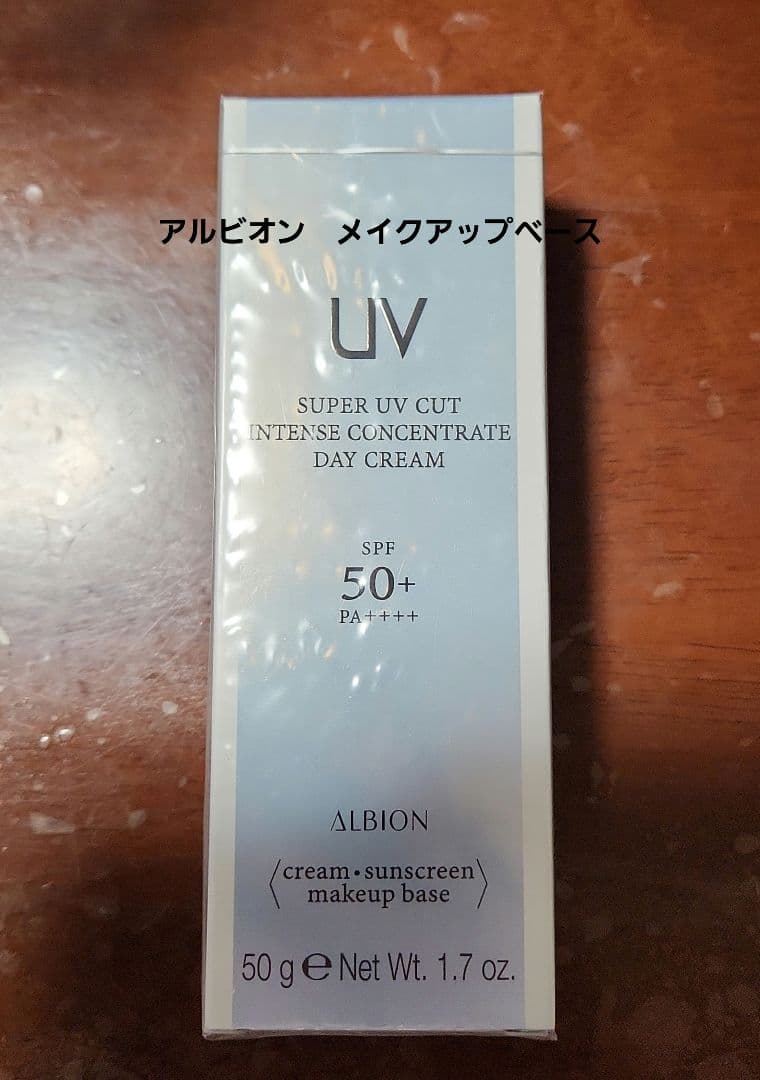 アルビオン　メイクアップベース
UV
SUPER UV CUT
INTENSE CONCENTRATE
DAY CREAM
SPF
50+
PA++++
ALBION
〈cream・sunscreen
makeup base〉
50 g ℮ Net Wt. 1.7 oz.